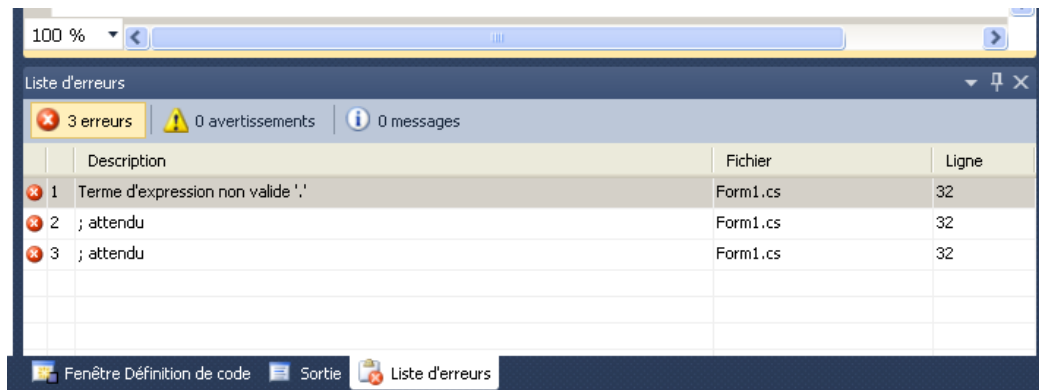 100 %
Liste d'erreurs
3 erreurs 0 avertissements 0 messages
Description Fichier Ligne
1 Terme d'expression non valide '.' Form1.cs 32
2 ; attendu Form1.cs 32
3 ; attendu Form1.cs 32
Fenêtre Définition de code Sortie Liste d'erreurs